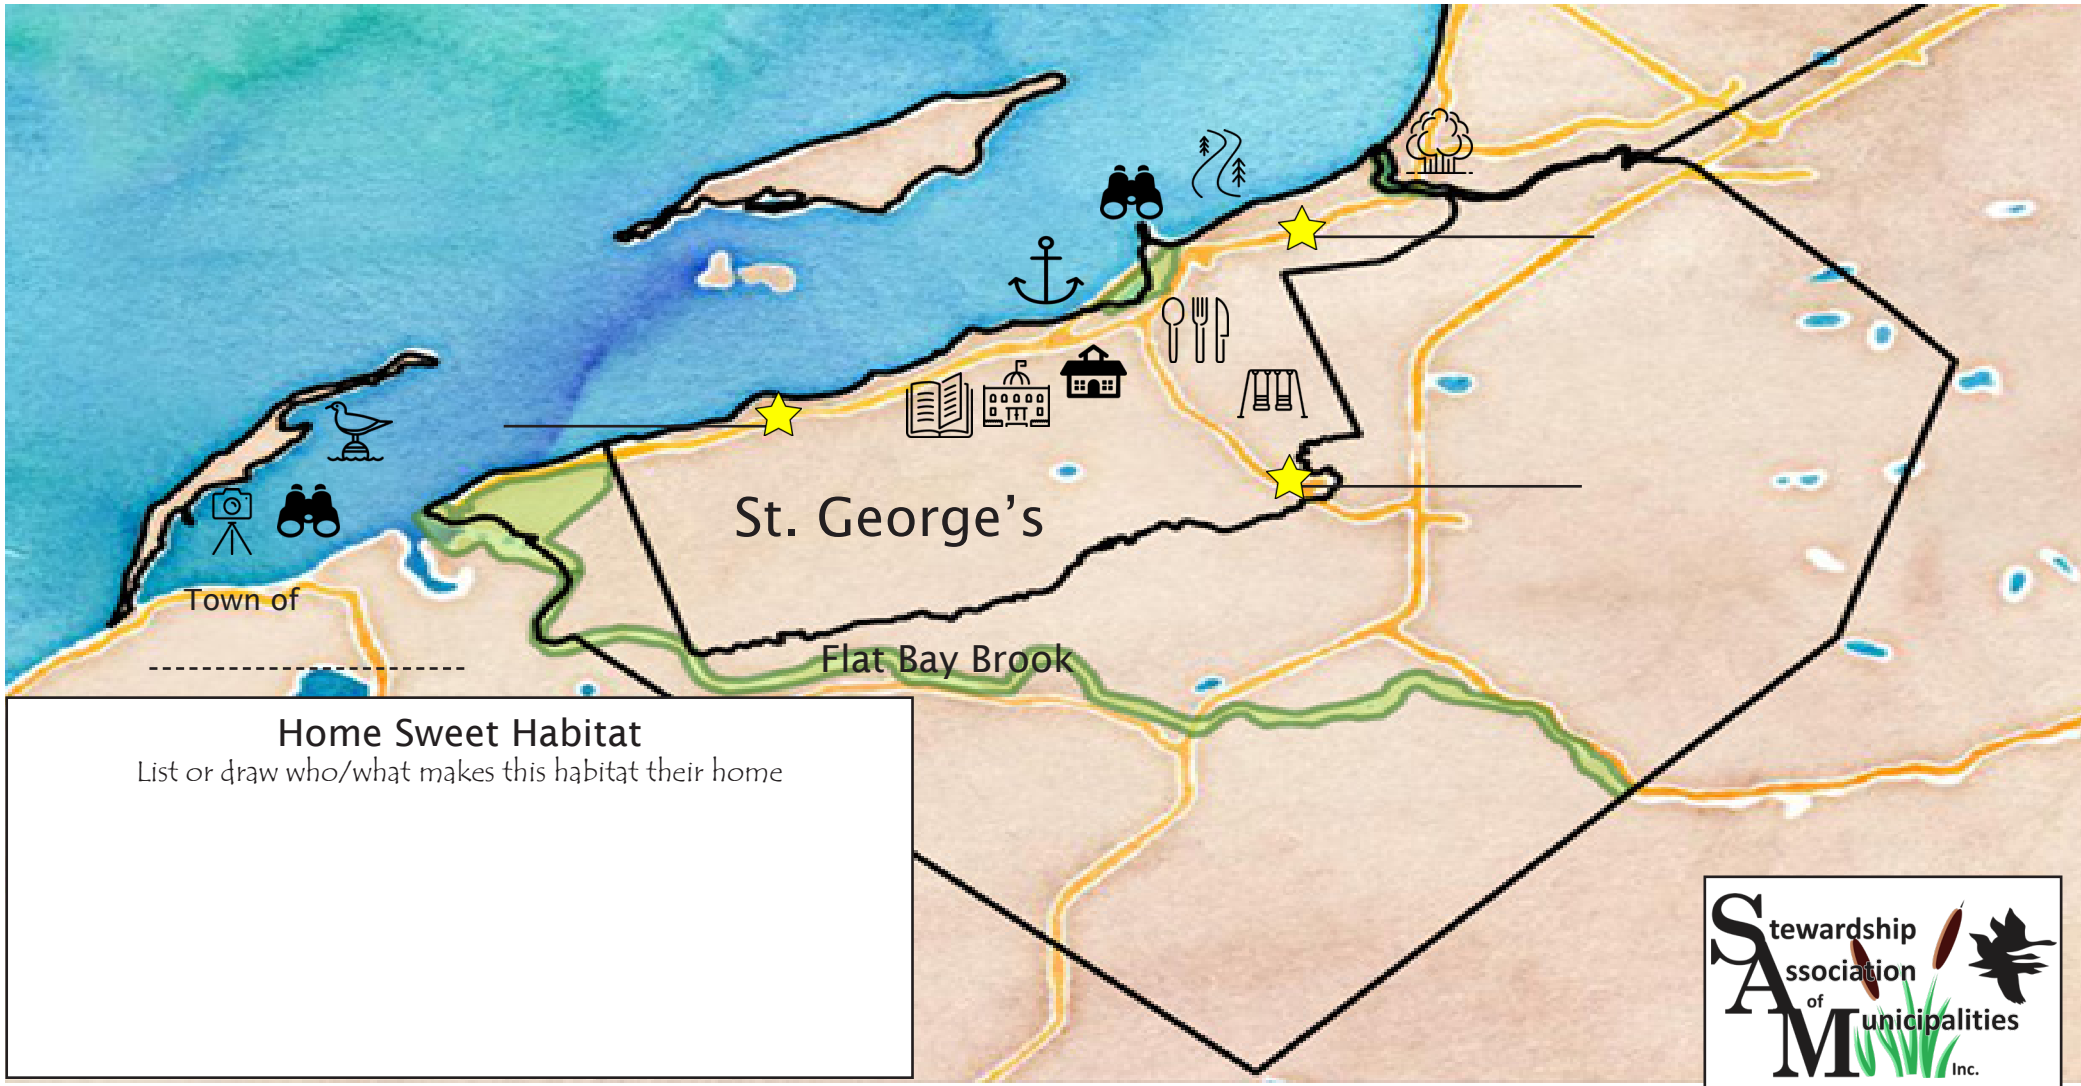 St. George's
Town of
Flat Bay Brook
Home Sweet Habitat
List or draw who/what makes this habitat their home
Stewardship
Association
of
Municipalities
Inc.